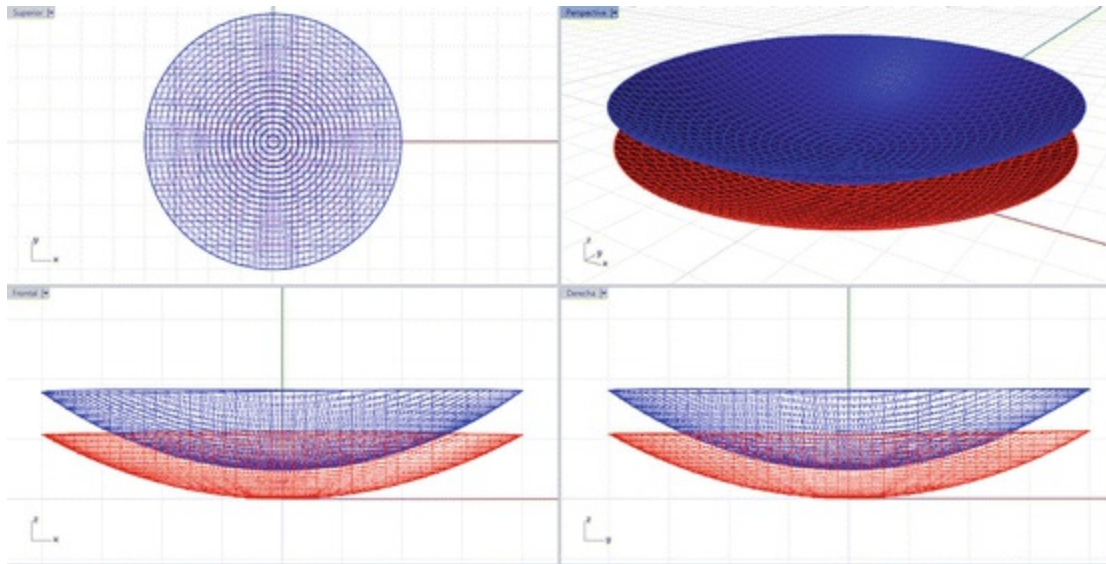 Superior
Perspectiva
y
x
z
y
x
Frontal
Derecha
z
x
z
y